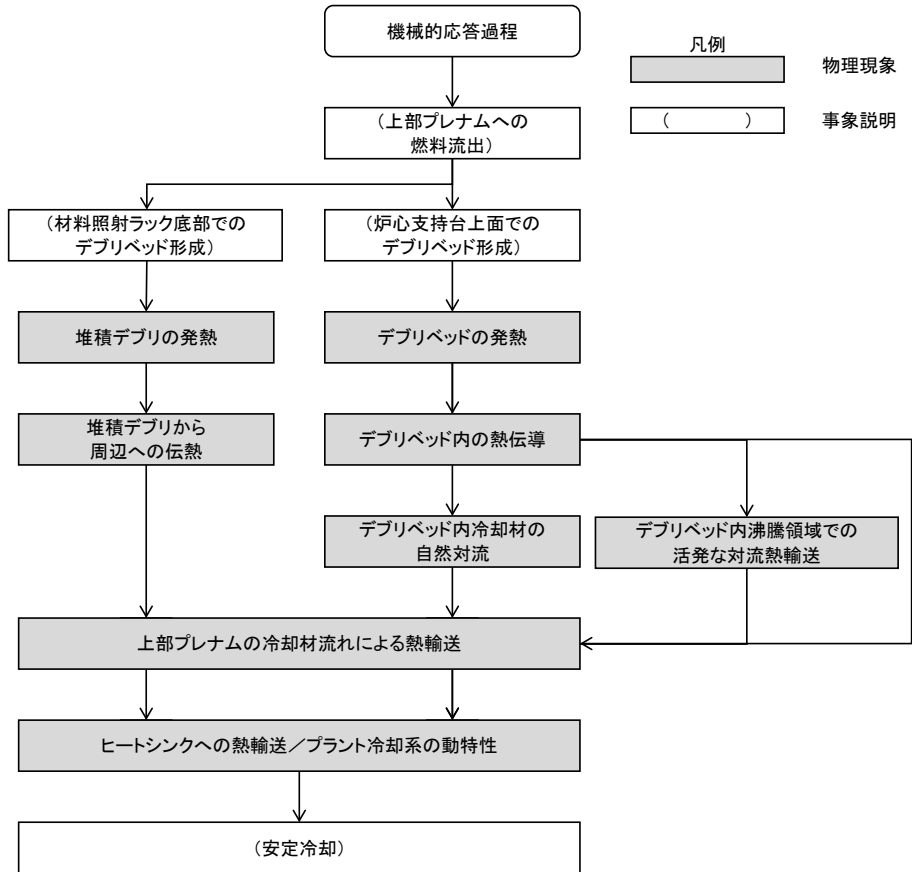 機械的応答過程
凡例
物理現象
(上部プレナムへの
燃料流出)
(　　　　　)
事象説明
(材料照射ラック底部での
デブリベッド形成)
(炉心支持台上面での
デブリベッド形成)
堆積デブリの発熱
デブリベッドの発熱
堆積デブリから
周辺への伝熱
デブリベッド内の熱伝導
デブリベッド内冷却材の
自然対流
デブリベッド内沸騰領域での
活発な対流熱輸送
上部プレナムの冷却材流れによる熱輸送
ヒートシンクへの熱輸送／プラント冷却系の動特性
(安定冷却)